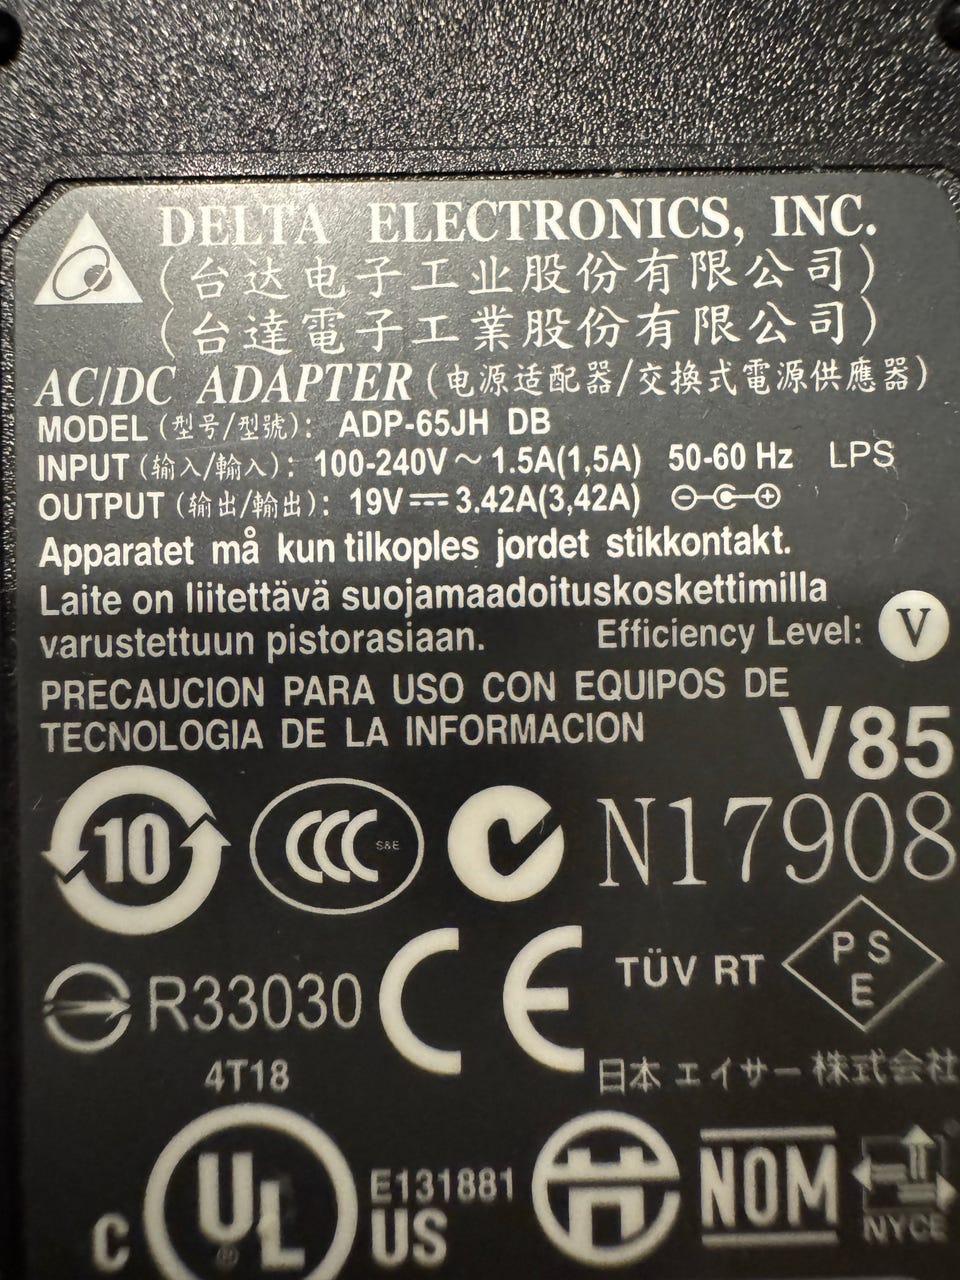 DELTA ELECTRONICS, INC.
(台达电子工业股份有限公司)
(台達電子工業股份有限公司)
AC/DC ADAPTER (电源适配器/交換式電源供應器)
MODEL (型号/型號): ADP-65JH DB
INPUT (输入/輸入): 100-240V ~ 1.5A(1,5A) 50-60 Hz LPS
OUTPUT (输出/輸出): 19V ⎓ 3.42A(3,42A)
Apparatet må kun tilkoples jordet stikkontakt.
Laite on liitettävä suojamaadoituskoskettimilla
varustettuun pistorasiaan. Efficiency Level: V
PRECAUCION PARA USO CON EQUIPOS DE
TECNOLOGIA DE LA INFORMACION
V85
10 CCC S&E N17908
R33030 CE TÜV RT PSE
4T18 日本エイサー株式会社
C UL ® E131881 US NOM NYCE